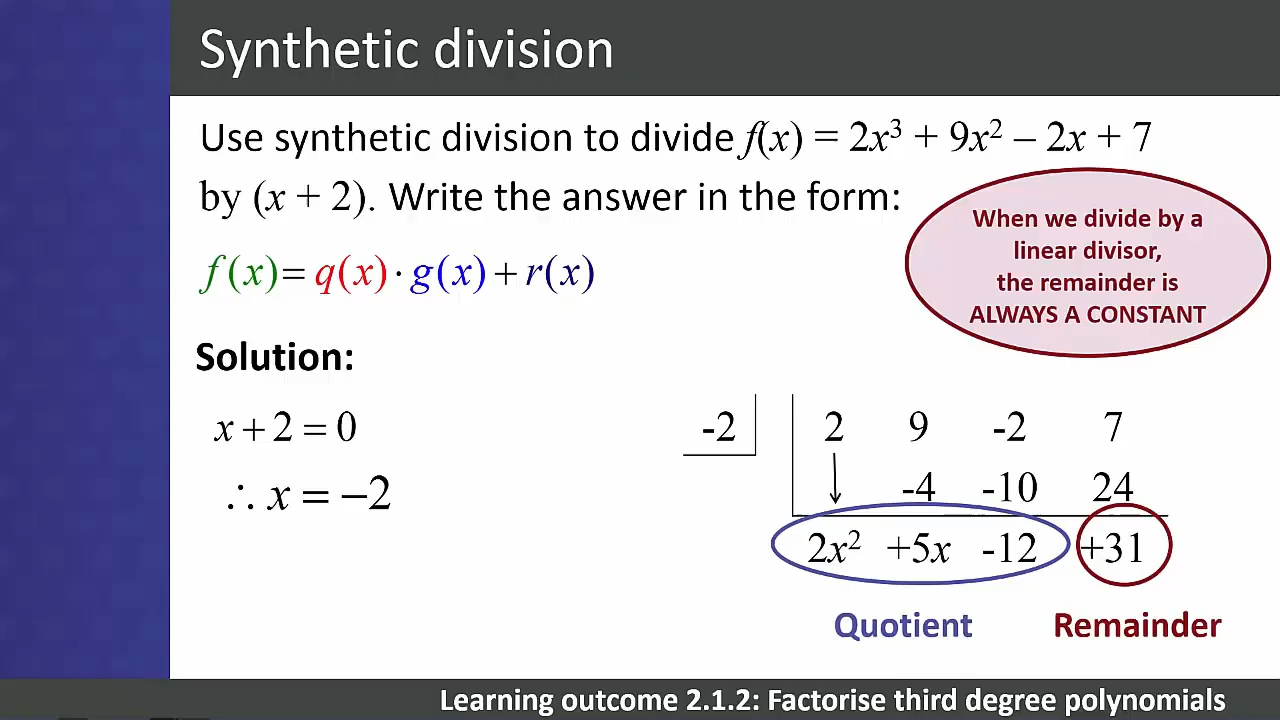 Synthetic division
Use synthetic division to divide f(x) = 2x³ + 9x² – 2x + 7
by (x + 2). Write the answer in the form:
When we divide by a
linear divisor,
the remainder is
ALWAYS A CONSTANT
f(x)= q(x) · g(x) + r(x)
Solution:
x + 2 = 0
∴ x = −2
-2 2 9 -2 7
-4 -10 24
2x² +5x -12 +31
Quotient Remainder
Learning outcome 2.1.2: Factorise third degree polynomials